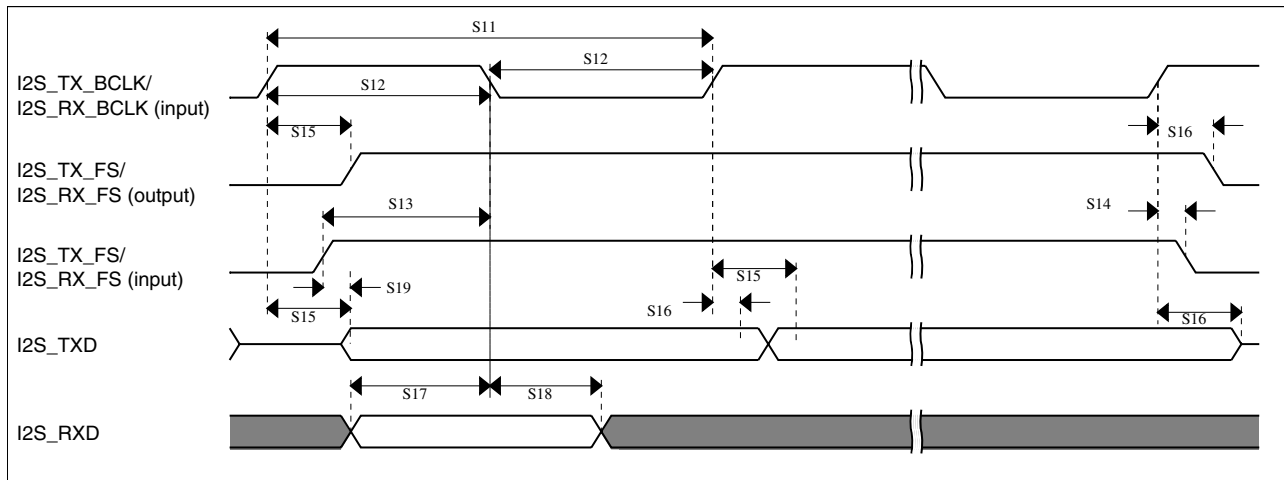 S11
I2S_TX_BCLK/
I2S_RX_BCLK (input)
S12
S12
S15
S16
I2S_TX_FS/
I2S_RX_FS (output)
S13
S14
I2S_TX_FS/
I2S_RX_FS (input)
S15
S19
S15
S16
S16
I2S_TXD
S17
S18
I2S_RXD